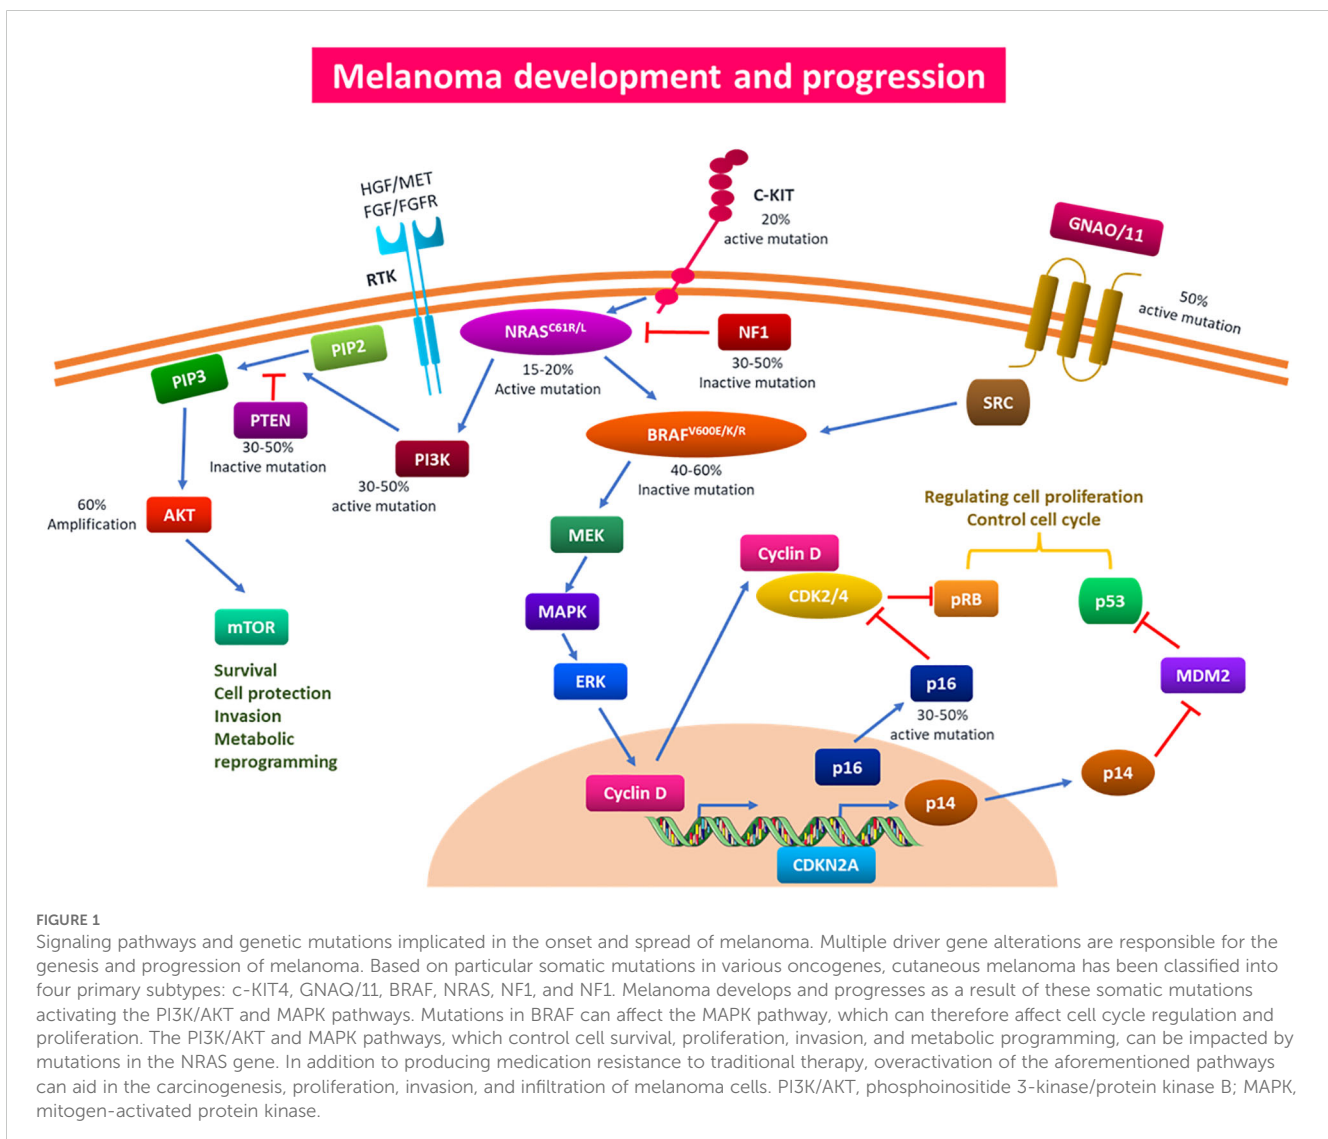 Melanoma development and progression
HGF/MET
FGF/FGFR
RTK
C-KIT
20%
active mutation
GNAO/11
50%
active mutation
NRAS^C61R/L
15-20%
Active mutation
NF1
30-50%
Inactive mutation
PIP2
PIP3
PTEN
30-50%
Inactive mutation
PI3K
30-50%
active mutation
SRC
BRAF^V600E/K/R
40-60%
Inactive mutation
60%
Amplification
AKT
mTOR
Survival
Cell protection
Invasion
Metabolic
reprogramming
MEK
MAPK
ERK
Cyclin D
CDK2/4
Regulating cell proliferation
Control cell cycle
pRB
p53
MDM2
p16
30-50%
active mutation
p16
p14
p14
Cyclin D
CDKN2A
FIGURE 1
Signaling pathways and genetic mutations implicated in the onset and spread of melanoma. Multiple driver gene alterations are responsible for the
genesis and progression of melanoma. Based on particular somatic mutations in various oncogenes, cutaneous melanoma has been classified into
four primary subtypes: c-KIT4, GNAQ/11, BRAF, NRAS, NF1, and NF1. Melanoma develops and progresses as a result of these somatic mutations
activating the PI3K/AKT and MAPK pathways. Mutations in BRAF can affect the MAPK pathway, which can therefore affect cell cycle regulation and
proliferation. The PI3K/AKT and MAPK pathways, which control cell survival, proliferation, invasion, and metabolic programming, can be impacted by
mutations in the NRAS gene. In addition to producing medication resistance to traditional therapy, overactivation of the aforementioned pathways
can aid in the carcinogenesis, proliferation, invasion, and infiltration of melanoma cells. PI3K/AKT, phosphoinositide 3-kinase/protein kinase B; MAPK,
mitogen-activated protein kinase.